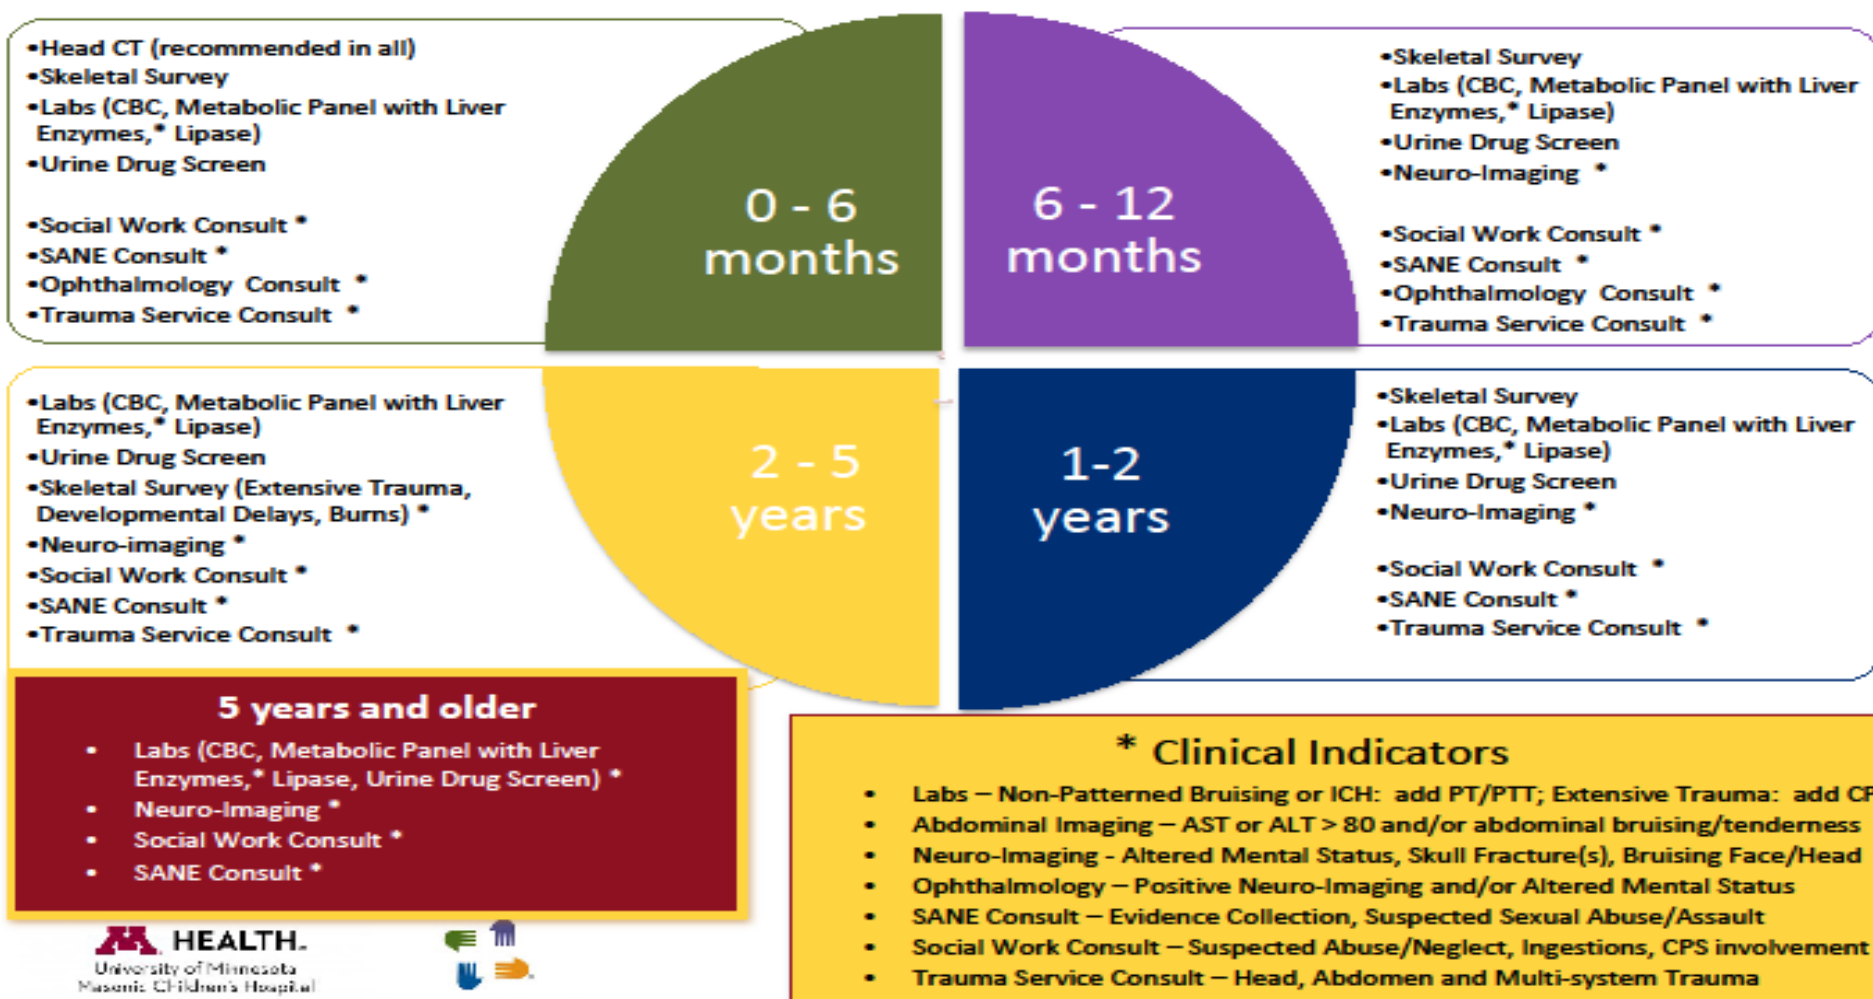 •Head CT (recommended in all)
•Skeletal Survey
•Labs (CBC, Metabolic Panel with Liver
Enzymes,* Lipase)
•Urine Drug Screen
•Social Work Consult *
•SANE Consult *
•Ophthalmology Consult *
•Trauma Service Consult *
0 - 6
months
6 - 12
months
•Skeletal Survey
•Labs (CBC, Metabolic Panel with Liver
Enzymes,* Lipase)
•Urine Drug Screen
•Neuro-Imaging *
•Social Work Consult *
•SANE Consult *
•Ophthalmology Consult *
•Trauma Service Consult *
•Labs (CBC, Metabolic Panel with Liver
Enzymes,* Lipase)
•Urine Drug Screen
•Skeletal Survey (Extensive Trauma,
Developmental Delays, Burns) *
•Neuro-imaging *
•Social Work Consult *
•SANE Consult *
•Trauma Service Consult *
2 - 5
years
1-2
years
•Skeletal Survey
•Labs (CBC, Metabolic Panel with Liver
Enzymes,* Lipase)
•Urine Drug Screen
•Neuro-Imaging *
•Social Work Consult *
•SANE Consult *
•Trauma Service Consult *
5 years and older
• Labs (CBC, Metabolic Panel with Liver
Enzymes,* Lipase, Urine Drug Screen) *
• Neuro-Imaging *
• Social Work Consult *
• SANE Consult *
* Clinical Indicators
• Labs – Non-Patterned Bruising or ICH: add PT/PTT; Extensive Trauma: add CP
• Abdominal Imaging – AST or ALT > 80 and/or abdominal bruising/tenderness
• Neuro-Imaging - Altered Mental Status, Skull Fracture(s), Bruising Face/Head
• Ophthalmology – Positive Neuro-Imaging and/or Altered Mental Status
• SANE Consult – Evidence Collection, Suspected Sexual Abuse/Assault
• Social Work Consult – Suspected Abuse/Neglect, Ingestions, CPS involvement
• Trauma Service Consult – Head, Abdomen and Multi-system Trauma
M HEALTH
University of Minnesota
Masonic Children's Hospital